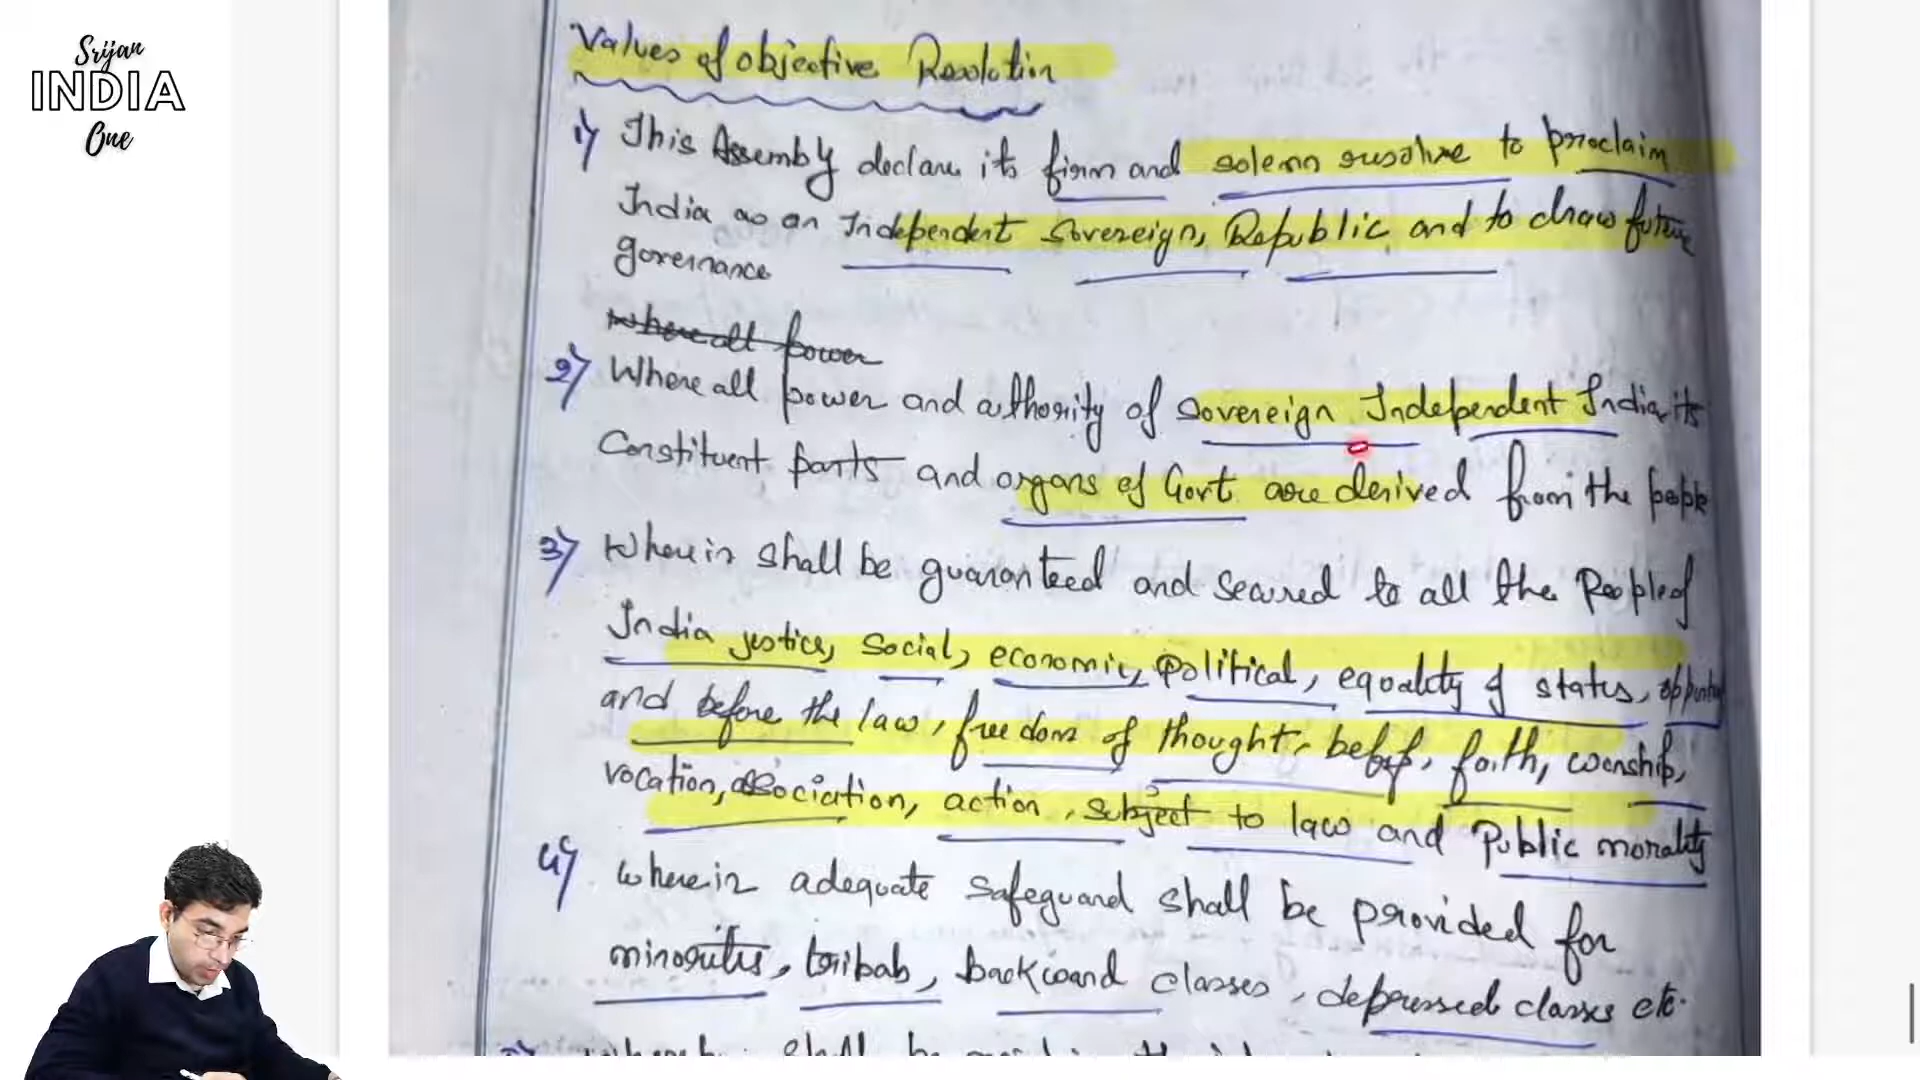 Srijan
INDIA
One
Values of objective Resolution
1) This Assembly declare its firm and solemn resolve to proclaim
India as an Independent Sovereign, Republic and to draw future
governance
where all power
2) Where all power and authority of sovereign Independent India its
Constituent parts and organs of Govt are derived from the people
3) Wherein shall be guaranteed and secured to all the People of
India justice, social, economic, political, equality of status,
and before the law, freedom of thought, belief, faith, worship,
vocation, association, action, subject to law and Public morality
4) wherein adequate safeguard shall be provided for
minorities, tribals, backward classes, depressed classes etc.
shall be